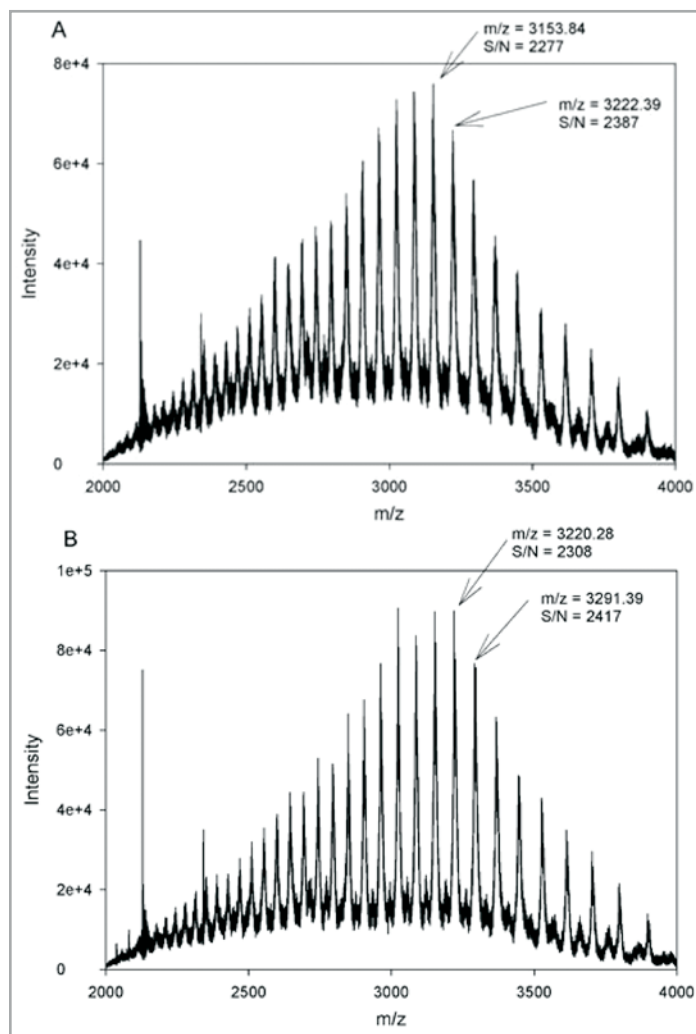 A
m/z = 3153.84
S/N = 2277
m/z = 3222.39
S/N = 2387
8e+4
6e+4
4e+4
2e+4
0
Intensity
2000 2500 3000 3500 4000
m/z
B
m/z = 3220.28
S/N = 2308
m/z = 3291.39
S/N = 2417
1e+5
8e+4
6e+4
4e+4
2e+4
0
Intensity
2000 2500 3000 3500 4000
m/z